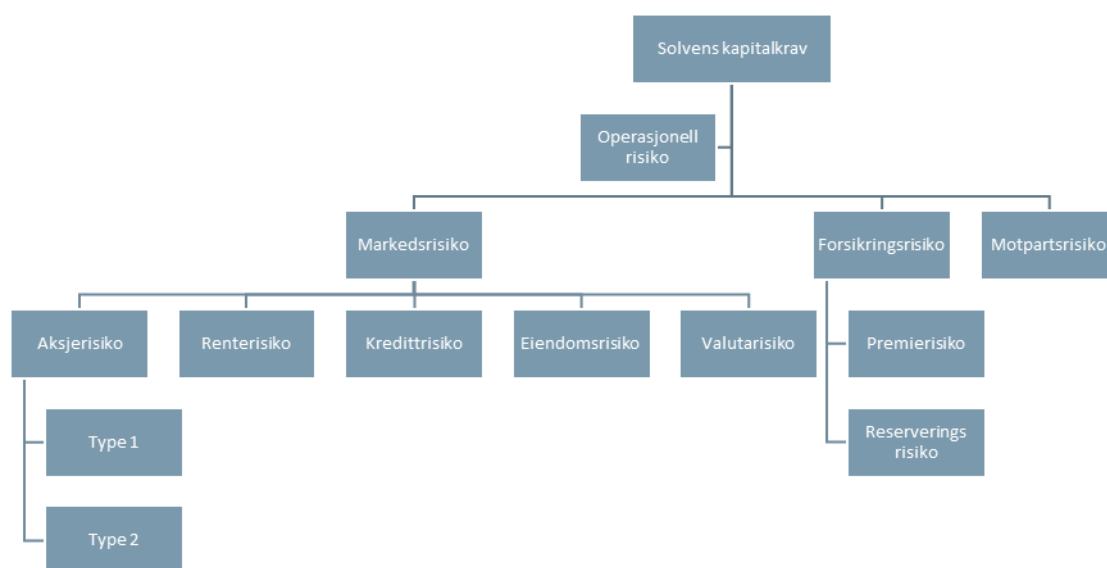 Solvens kapitalkrav
Operasjonell
risiko
Markedsrisiko
Forsikringsrisiko
Motpartsrisiko
Aksjerisiko
Renterisiko
Kredittrisiko
Eiendomsrisiko
Valutarisiko
Premierisiko
Type 1
Reserverings
risiko
Type 2